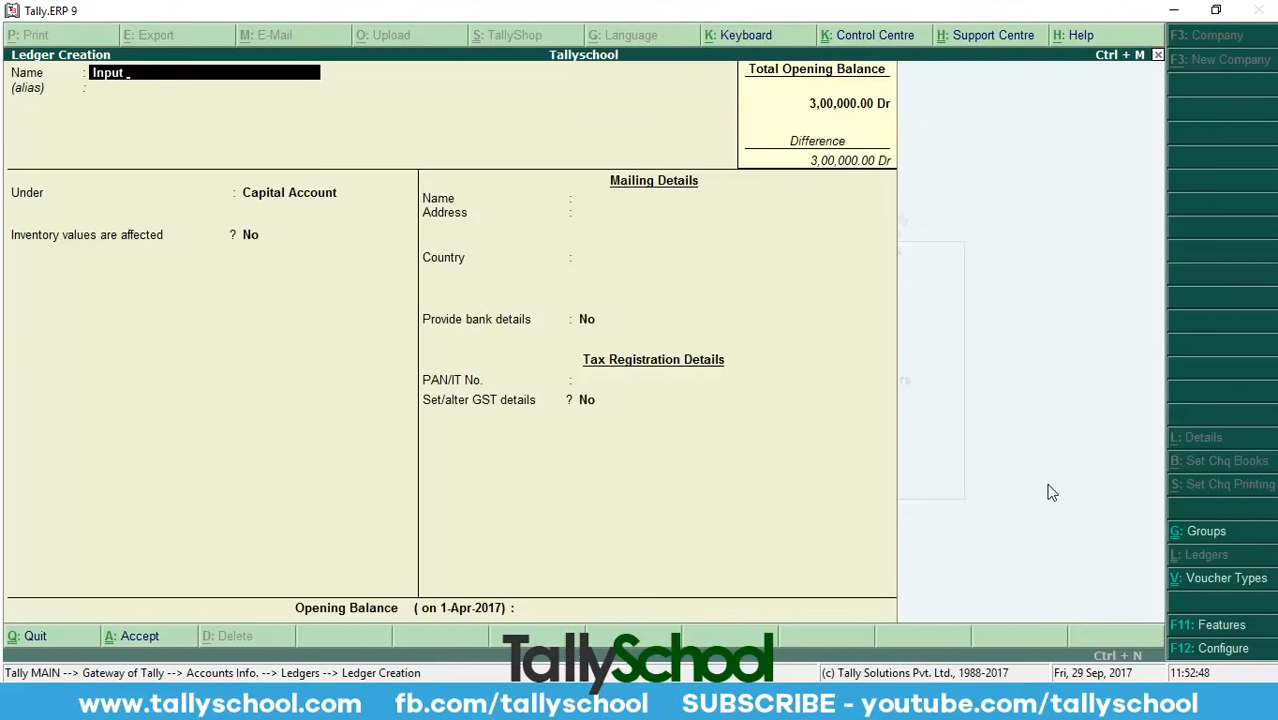 Tally.ERP 9
P: Print E: Export M: E-Mail O: Upload S: TallyShop G: Language K: Keyboard K: Control Centre H: Support Centre H: Help
F3: Company
F3: New Company
Ledger Creation Tallyschool Ctrl + M
Name : Input
(alias) :
Total Opening Balance
3,00,000.00 Dr
Difference
3,00,000.00 Dr
Under : Capital Account
Inventory values are affected ? No
Mailing Details
Name :
Address :
Country :
Provide bank details : No
Tax Registration Details
PAN/IT No. :
Set/alter GST details ? No
Opening Balance ( on 1-Apr-2017) :
L: Details
B: Set Chq Books
S: Set Chq Printing
G: Groups
L: Ledgers
V: Voucher Types
F11: Features
F12: Configure
Q: Quit A: Accept D: Delete
TallySchool
Ctrl + N
Tally MAIN --> Gateway of Tally --> Accounts Info. --> Ledgers --> Ledger Creation (c) Tally Solutions Pvt. Ltd., 1988-2017 Fri, 29 Sep, 2017 11:52:48
www.tallyschool.com fb.com/tallyschool SUBSCRIBE - youtube.com/tallyschool